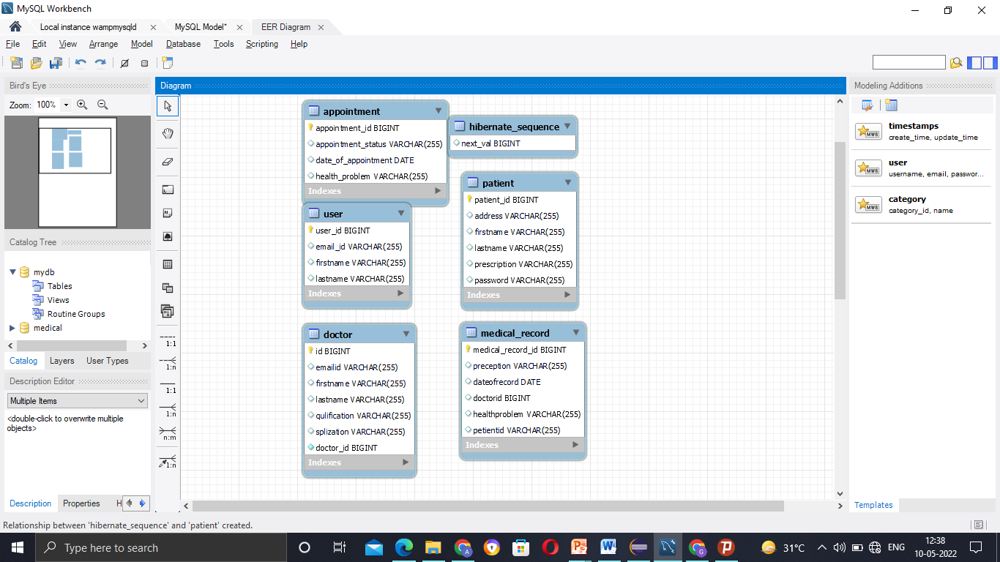 MySQL Workbench
Local instance wampmysqld
MySQL Model*
EER Diagram
File Edit View Arrange Model Database Tools Scripting Help
Bird's Eye
Zoom: 100%
Catalog Tree
mydb
Tables
Views
Routine Groups
medical
Catalog Layers User Types
Description Editor
Multiple Items
<double-click to overwrite multiple
objects>
Description Properties H
Diagram
1:1
1:n
1:1
1:n
n:m
1:n
appointment
appointment_id BIGINT
appointment_status VARCHAR(255)
date_of_appointment DATE
health_problem VARCHAR(255)
Indexes
hibernate_sequence
next_val BIGINT
user
user_id BIGINT
email_id VARCHAR(255)
firstname VARCHAR(255)
lastname VARCHAR(255)
Indexes
patient
patient_id BIGINT
address VARCHAR(255)
firstname VARCHAR(255)
lastname VARCHAR(255)
prescription VARCHAR(255)
password VARCHAR(255)
Indexes
doctor
id BIGINT
emailid VARCHAR(255)
firstname VARCHAR(255)
lastname VARCHAR(255)
qulification VARCHAR(255)
splization VARCHAR(255)
doctor_id BIGINT
Indexes
medical_record
medical_record_id BIGINT
preception VARCHAR(255)
dateofrecord DATE
doctorid BIGINT
healthproblem VARCHAR(255)
petientid VARCHAR(255)
Indexes
Modeling Additions
timestamps
create_time, update_time
user
username, email, passwor...
category
category_id, name
Templates
Relationship between 'hibernate_sequence' and 'patient' created.
Type here to search
31°C
ENG
12:38
10-05-2022